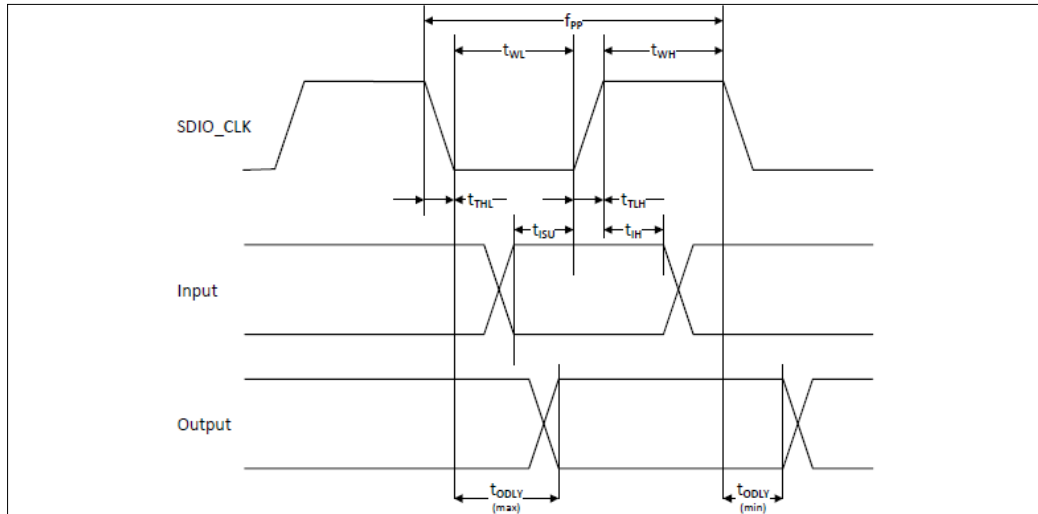 fPP
tWL
tWH
SDIO_CLK
tTHL
tTLH
tISU
tIH
Input
Output
tODLY
(max)
tODLY
(min)